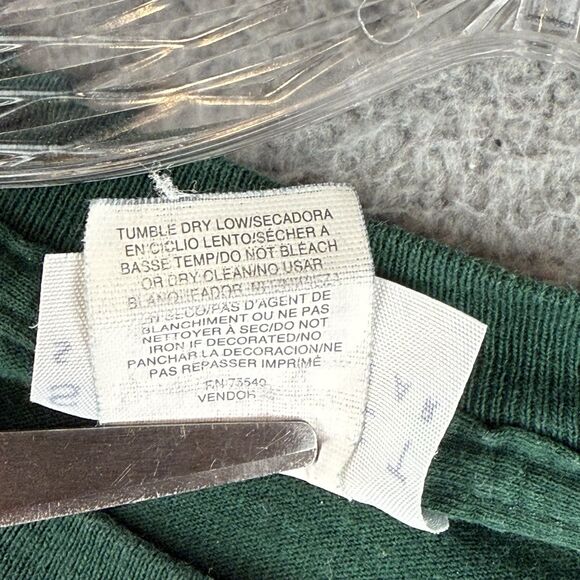 TUMBLE DRY LOW/SECADORA
EN CICLO LENTO/SÉCHER A
BASSE TEMP/DO NOT BLEACH
OR DRY CLEAN/NO USAR
BLANQUEADOR
EN SECO/PAS D'AGENT DE
BLANCHIMENT OU NE PAS
NETTOYER À SEC/DO NOT
IRON IF DECORATED/NO
PANCHAR LA DECORACION/NE
PAS REPASSER IMPRIMÉ
RN 73540
VENDOR